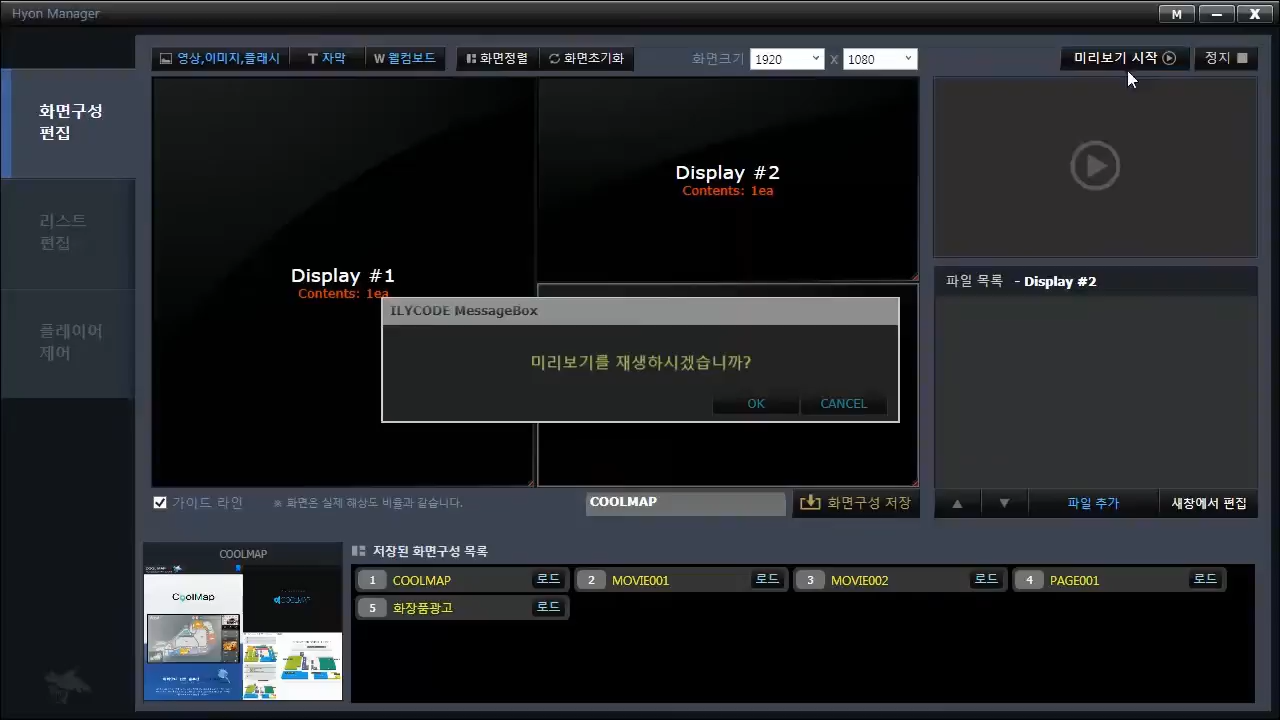 Hyon Manager
M
X
영상,이미지,플래시
T 자막
W 웰컴보드
화면정렬
화면초기화
화면크기 1920 X 1080
미리보기 시작
정지
화면구성
편집
리스트
편집
플레이어
제어
Display #1
Contents: 1ea
Display #2
Contents: 1ea
ILYCODE MessageBox
미리보기를 재생하시겠습니까?
OK
CANCEL
파일 목록 - Display #2
가이드 라인
※ 화면은 실제 해상도 비율과 같습니다.
COOLMAP
화면구성 저장
▲
▼
파일 추가
새창에서 편집
COOLMAP
CoolMap
COOLMAP
저장된 화면구성 목록
1 COOLMAP 로드
2 MOVIE001 로드
3 MOVIE002 로드
4 PAGE001 로드
5 화장품광고 로드